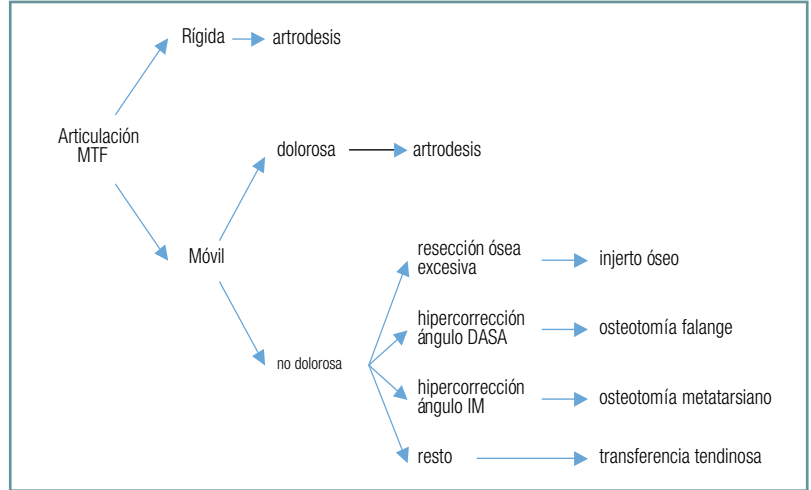 Rígida
artrodesis
Articulación
MTF
dolorosa
artrodesis
Móvil
resección ósea
excesiva
injerto óseo
hipercorrección
ángulo DASA
osteotomía falange
no dolorosa
hipercorrección
ángulo IM
osteotomía metatarsiano
resto
transferencia tendinosa